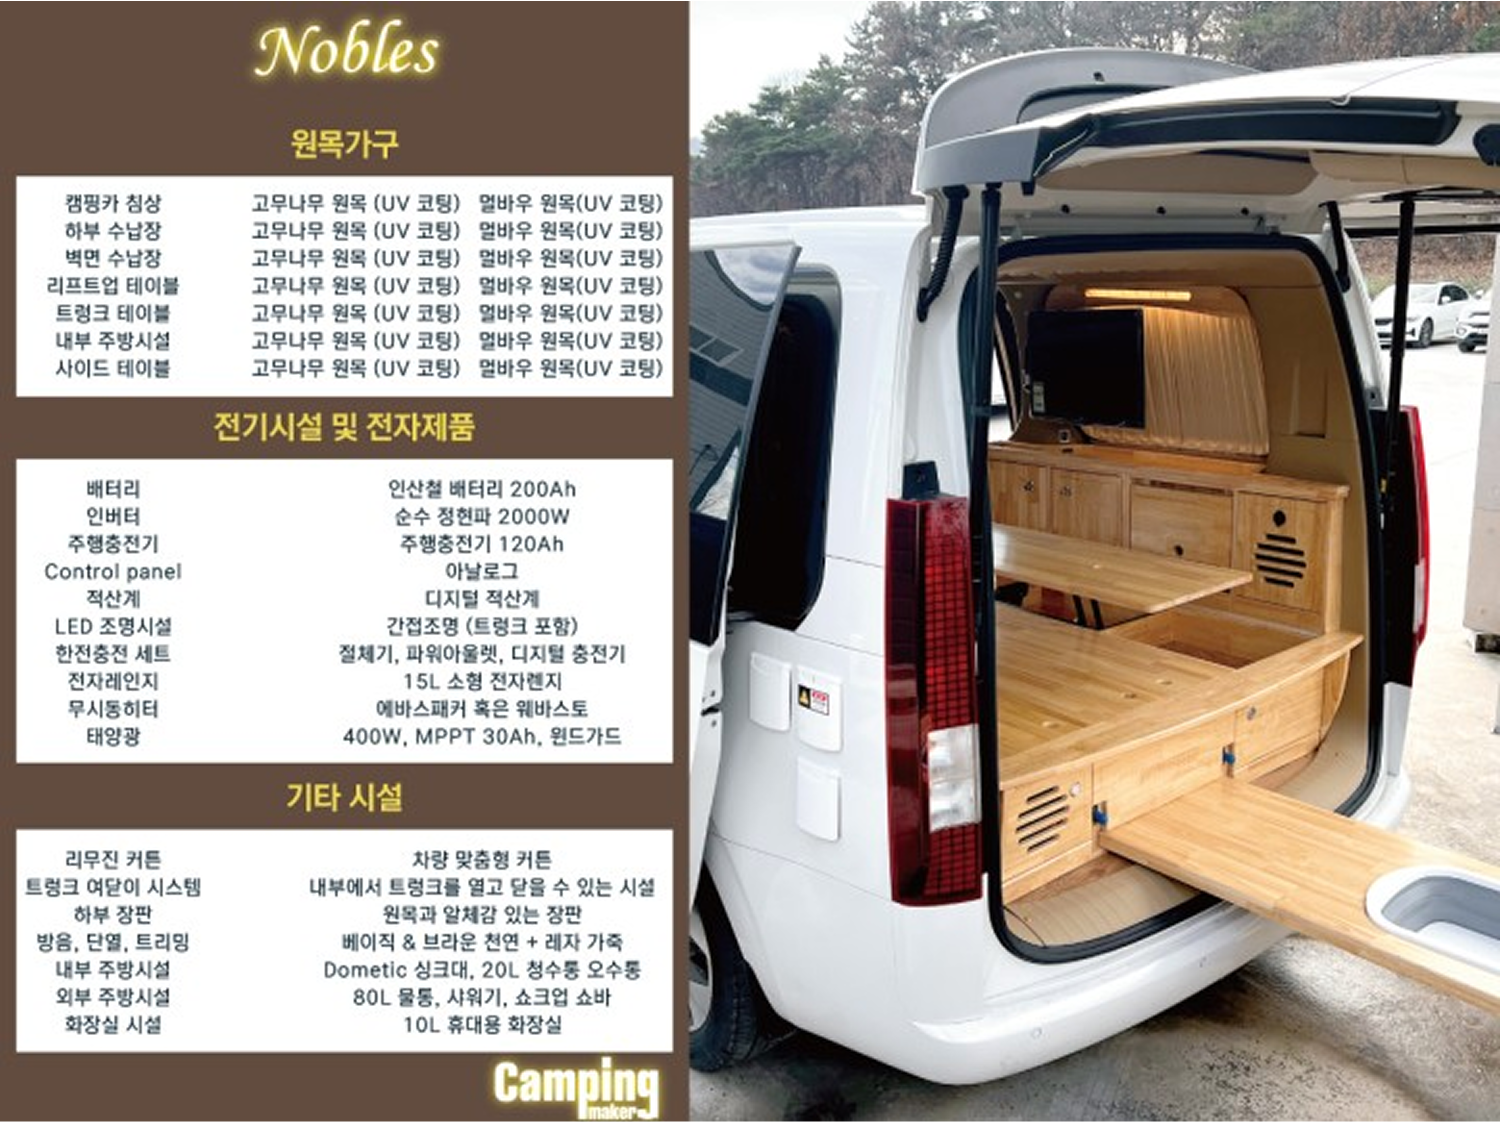 Nobles
원목가구
캠핑카 침상 고무나무 원목 (UV 코팅) 멀바우 원목(UV 코팅)
하부 수납장 고무나무 원목 (UV 코팅) 멀바우 원목(UV 코팅)
벽면 수납장 고무나무 원목 (UV 코팅) 멀바우 원목(UV 코팅)
리프트업 테이블 고무나무 원목 (UV 코팅) 멀바우 원목(UV 코팅)
트렁크 테이블 고무나무 원목 (UV 코팅) 멀바우 원목(UV 코팅)
내부 주방시설 고무나무 원목 (UV 코팅) 멀바우 원목(UV 코팅)
사이드 테이블 고무나무 원목 (UV 코팅) 멀바우 원목(UV 코팅)
전기시설 및 전자제품
배터리 인산철 배터리 200Ah
인버터 순수 정현파 2000W
주행충전기 주행충전기 120Ah
Control panel 아날로그
적산계 디지털 적산계
LED 조명시설 간접조명 (트렁크 포함)
한전충전 세트 절체기, 파워아울렛, 디지털 충전기
전자레인지 15L 소형 전자렌지
무시동히터 에바스패커 혹은 웨바스토
태양광 400W, MPPT 30Ah, 윈드가드
기타 시설
리무진 커튼 차량 맞춤형 커튼
트렁크 여닫이 시스템 내부에서 트렁크를 열고 닫을 수 있는 시설
하부 장판 원목과 알체감 있는 장판
방음, 단열, 트리밍 베이직 & 브라운 천연 + 레자 가죽
내부 주방시설 Dometic 싱크대, 20L 청수통 오수통
외부 주방시설 80L 물통, 샤워기, 쇼크업 쇼바
화장실 시설 10L 휴대용 화장실
Camping
maker